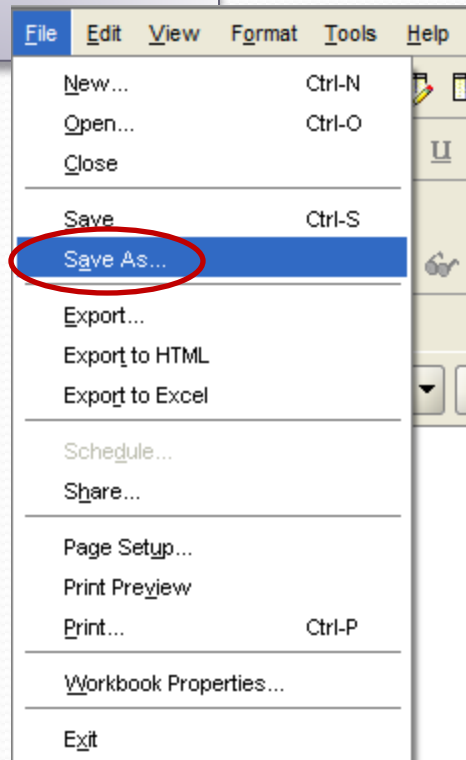 File Edit View Format Tools Help
New... Ctrl-N
Open... Ctrl-O
Close
U
Save Ctrl-S
Save As...
Export...
Export to HTML
Export to Excel
Schedule...
Share...
Page Setup...
Print Preview
Print... Ctrl-P
Workbook Properties...
Exit